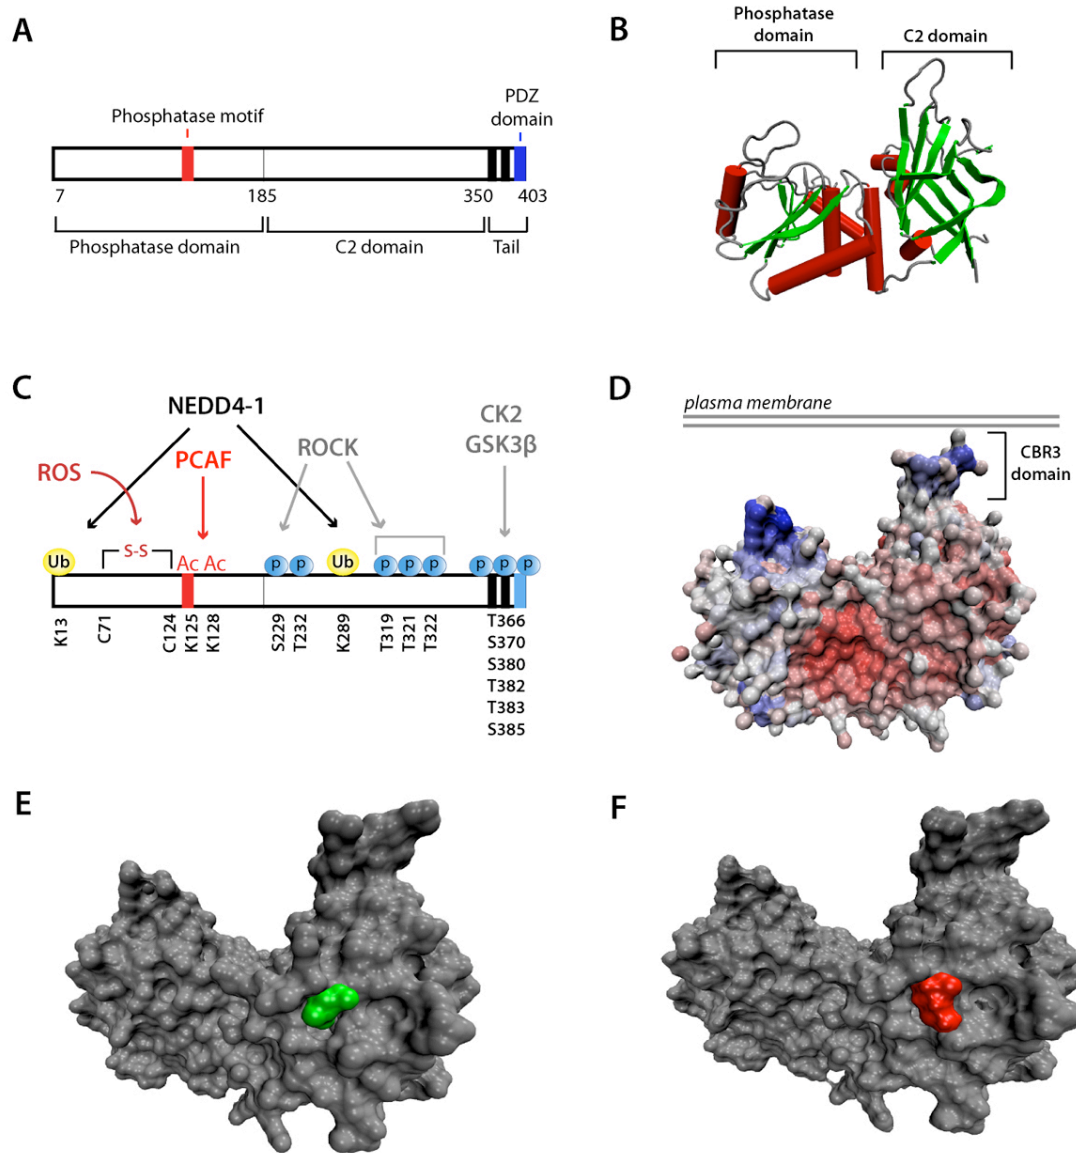 A
Phosphatase motif
PDZ
domain
7
185
350
403
Phosphatase domain
C2 domain
Tail
B
Phosphatase
domain
C2 domain
C
NEDD4-1
ROS
PCAF
ROCK
CK2
GSK3β
Ub
S-S
Ac Ac
p p
Ub
p p p
p p p
K13
C71
C124
K125
K128
S229
T232
K289
T319
T321
T322
T366
S370
S380
T382
T383
S385
D
plasma membrane
CBR3
domain
E
F